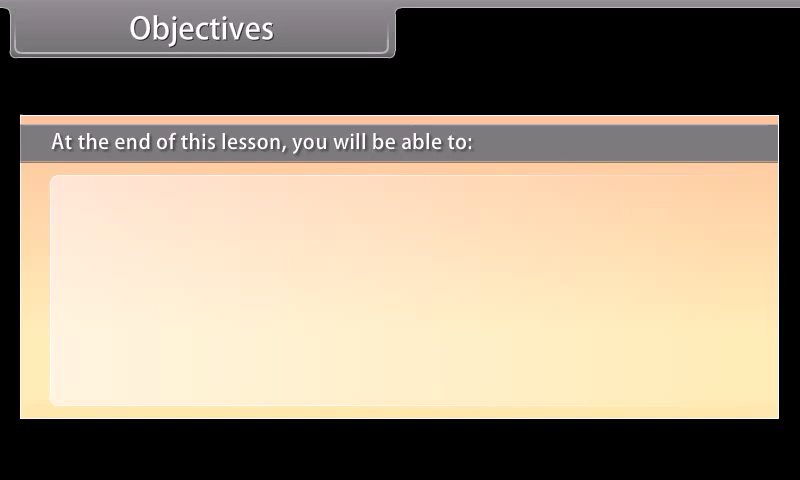 Objectives
At the end of this lesson, you will be able to: